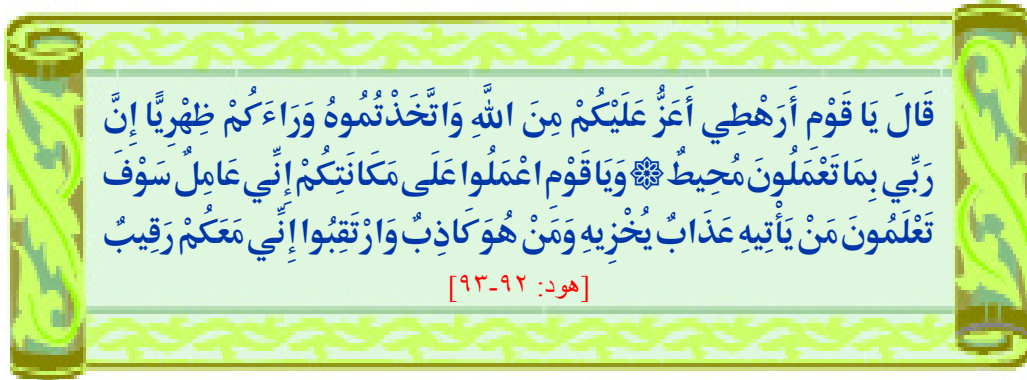 قَالَ يَا قَوْمِ أَرَهْطِي أَعَزُّ عَلَيْكُمْ مِنَ اللَّهِ وَاتَّخَذْتُمُوهُ وَرَاءَكُمْ ظِهْرِيًّا إِنَّ
رَبِّي بِمَا تَعْمَلُونَ مُحِيطٌ ۞ وَيَا قَوْمِ اعْمَلُوا عَلَى مَكَانَتِكُمْ إِنِّي عَامِلٌ سَوْفَ
تَعْلَمُونَ مَنْ يَأْتِيهِ عَذَابٌ يُخْزِيهِ وَمَنْ هُوَ كَاذِبٌ وَارْتَقِبُوا إِنِّي مَعَكُمْ رَقِيبٌ
[هود: ٩٢-٩٣]